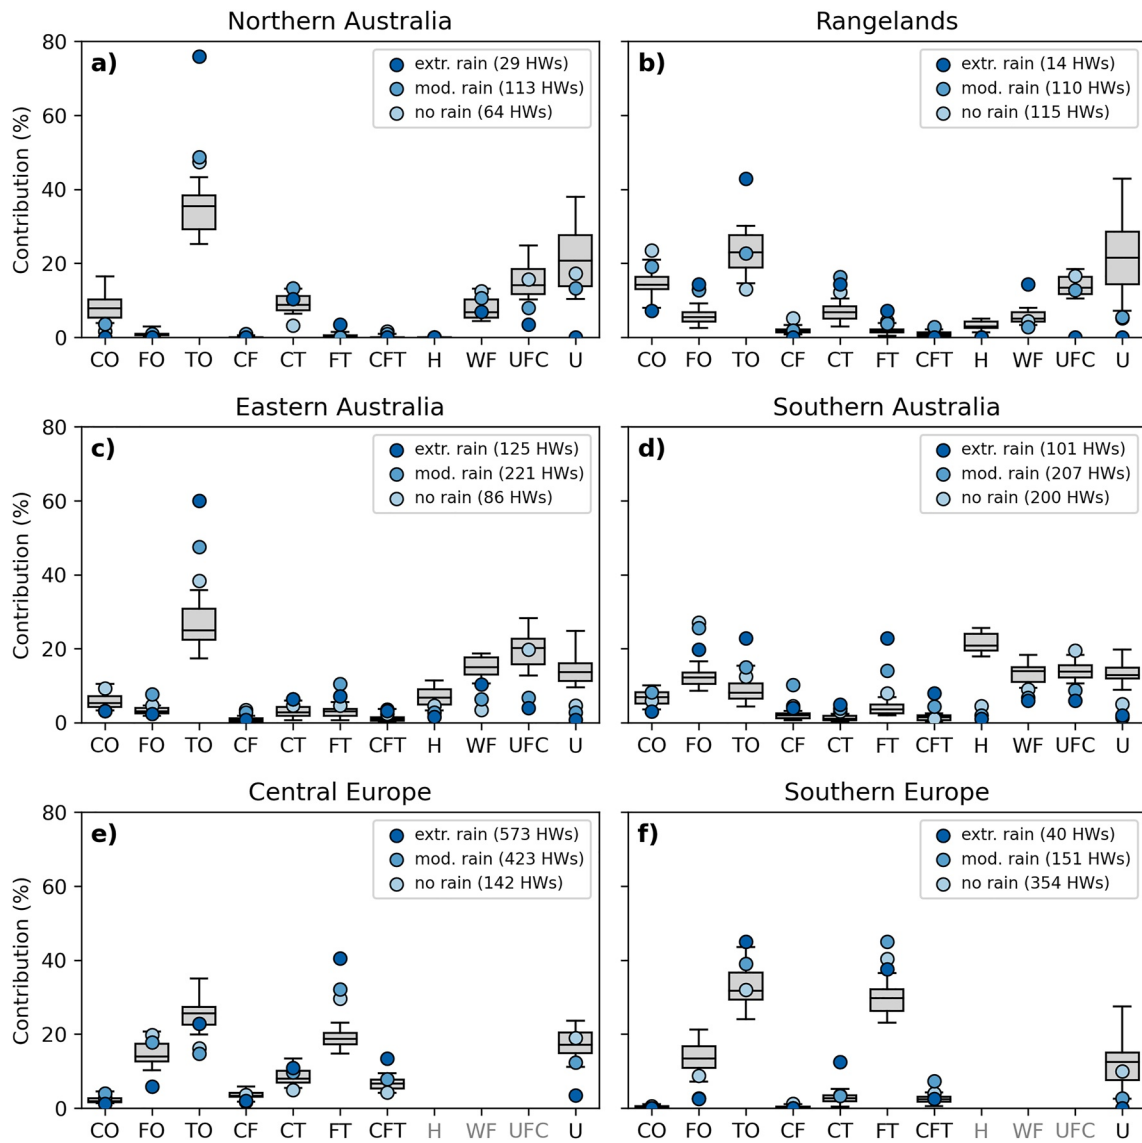 Northern Australia
Rangelands
a)
extr. rain (29 HWs)
mod. rain (113 HWs)
no rain (64 HWs)
b)
extr. rain (14 HWs)
mod. rain (110 HWs)
no rain (115 HWs)
Contribution (%)
80
60
40
20
0
CO FO TO CF CT FT CFT H WF UFC U
CO FO TO CF CT FT CFT H WF UFC U
Eastern Australia
Southern Australia
c)
extr. rain (125 HWs)
mod. rain (221 HWs)
no rain (86 HWs)
d)
extr. rain (101 HWs)
mod. rain (207 HWs)
no rain (200 HWs)
Contribution (%)
80
60
40
20
0
CO FO TO CF CT FT CFT H WF UFC U
CO FO TO CF CT FT CFT H WF UFC U
Central Europe
Southern Europe
e)
extr. rain (573 HWs)
mod. rain (423 HWs)
no rain (142 HWs)
f)
extr. rain (40 HWs)
mod. rain (151 HWs)
no rain (354 HWs)
Contribution (%)
80
60
40
20
0
CO FO TO CF CT FT CFT H WF UFC U
CO FO TO CF CT FT CFT H WF UFC U